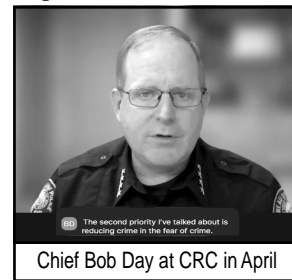 BD
The second priority I've talked about is
reducing crime in the fear of crime.
Chief Bob Day at CRC in April